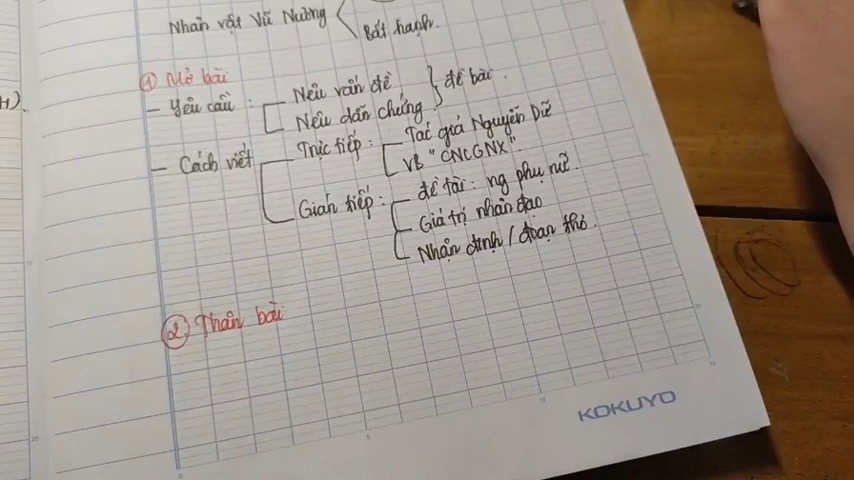 Nhân vật Vũ Nương
Bất hạnh.
H)
① Mở bài
- Yêu cầu : Nêu vấn đề
Nêu dẫn chứng } đề bài.
- Cách viết Trực tiếp : Tác giả Nguyễn Dữ
VB "CNCGNX".
Gián tiếp : đề tài : ng phụ nữ.
Giá trị nhân đạo
Nhận định / đoạn thơ.
② Thân bài
KOKUYO